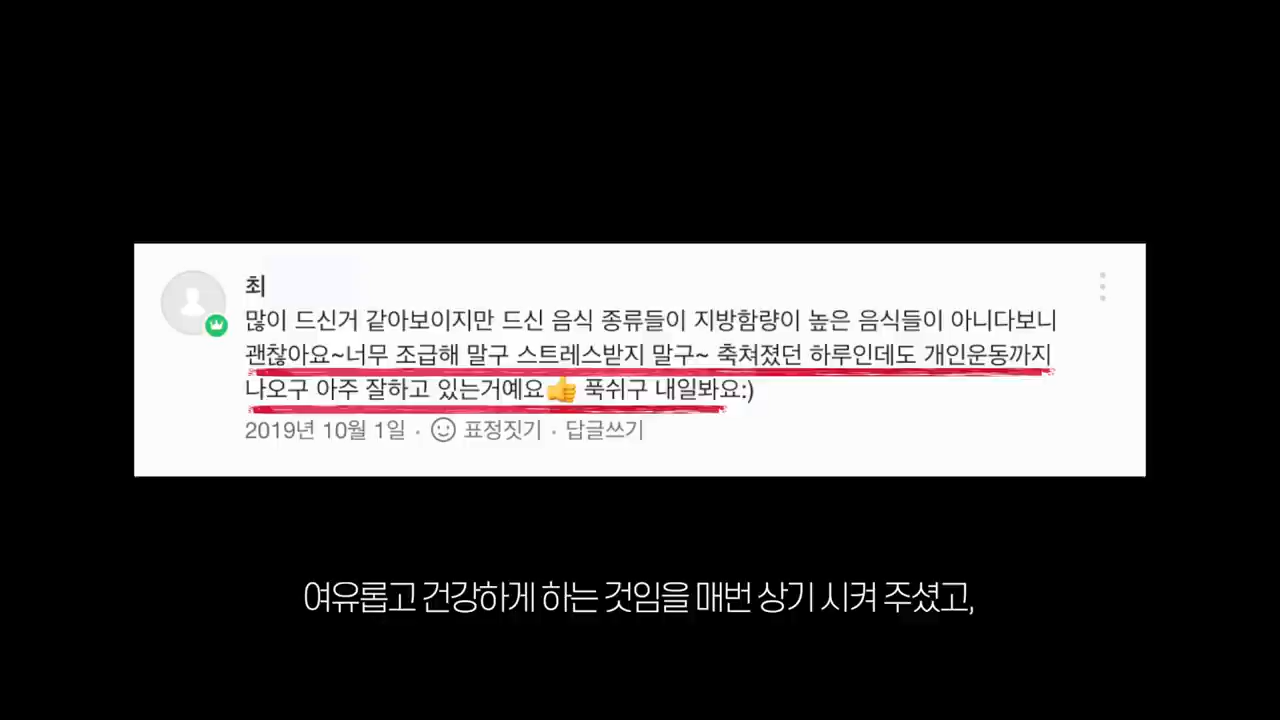 최
많이 드신거 같아보이지만 드신 음식 종류들이 지방함량이 높은 음식들이 아니다보니
괜찮아요~너무 조급해 말구 스트레스받지 말구~ 축쳐졌던 하루인데도 개인운동까지
나오구 아주 잘하고 있는거예요👍 푹쉬구 내일봐요:)
2019년 10월 1일 · 표정짓기 · 답글쓰기
여유롭고 건강하게 하는 것임을 매번 상기 시켜 주셨고,